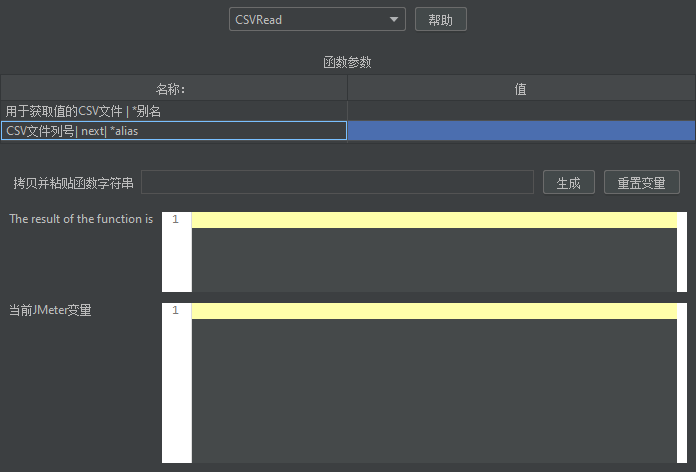 CSVRead 帮助
函数参数
名称: 值
用于获取值的CSV文件 | *别名
CSV文件列号| next| *alias
拷贝并粘贴函数字符串 生成 重置变量
The result of the function is 1
当前JMeter变量 1